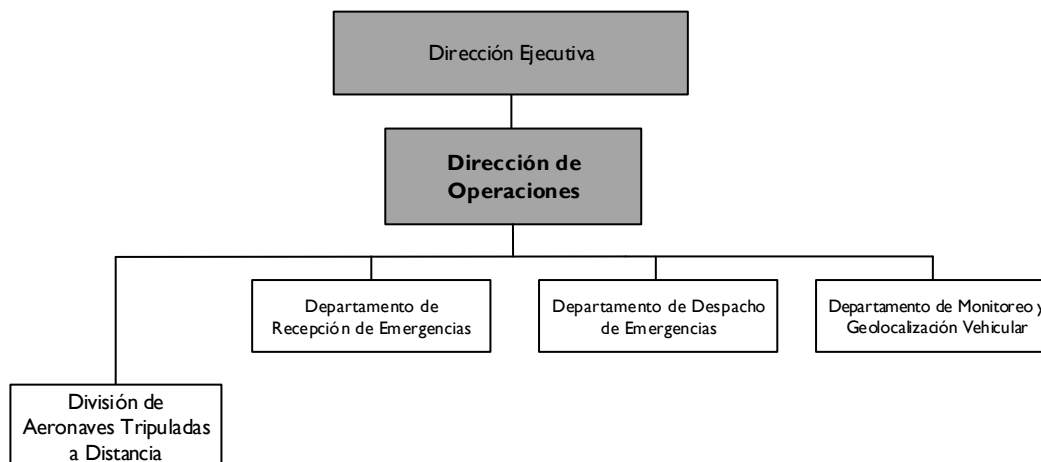 Dirección Ejecutiva
Dirección de
Operaciones
Departamento de
Recepción de Emergencias
Departamento de Despacho
de Emergencias
Departamento de Monitoreo y
Geolocalización Vehicular
División de
Aeronaves Tripuladas
a Distancia